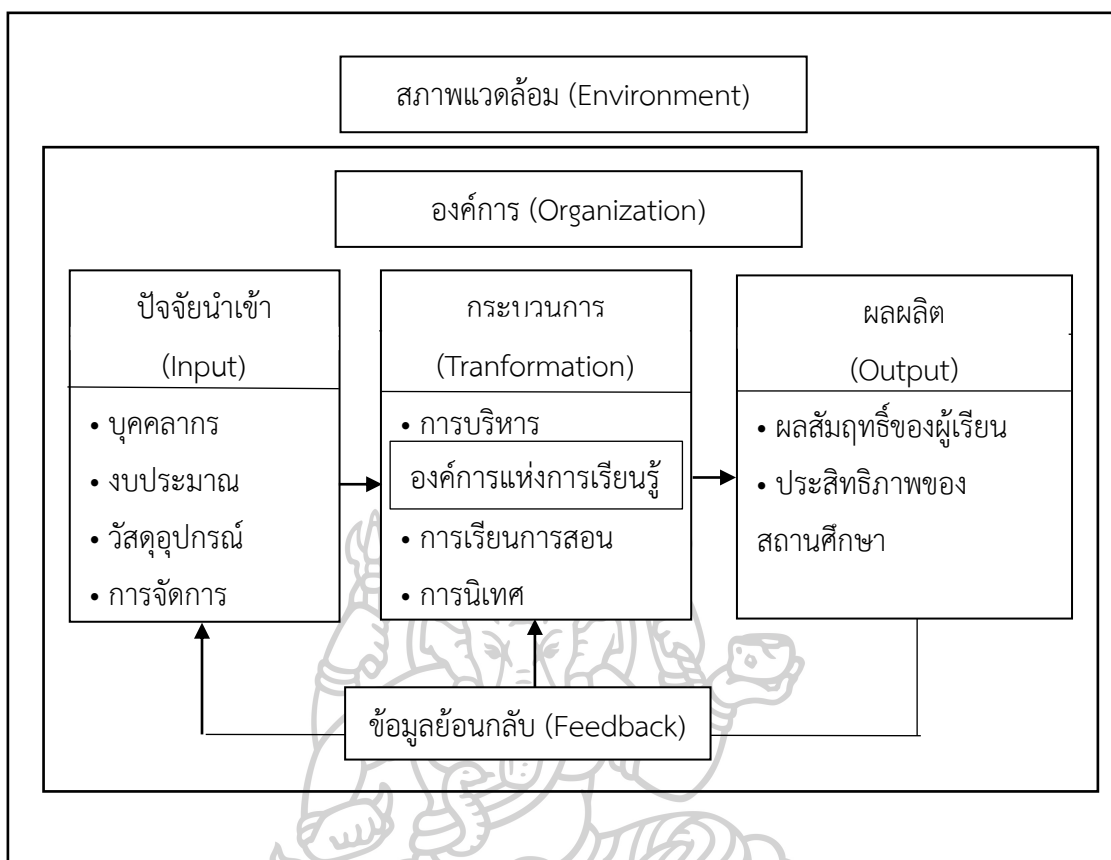 สภาพแวดล้อม (Environment)
องค์การ (Organization)
ปัจจัยนำเข้า
(Input)
• บุคคลากร
• งบประมาณ
• วัสดุอุปกรณ์
• การจัดการ
กระบวนการ
(Tranformation)
• การบริหาร
องค์การแห่งการเรียนรู้
• การเรียนการสอน
• การนิเทศ
ผลผลิต
(Output)
• ผลสัมฤทธิ์ของผู้เรียน
• ประสิทธิภาพของ
สถานศึกษา
ข้อมูลย้อนกลับ (Feedback)